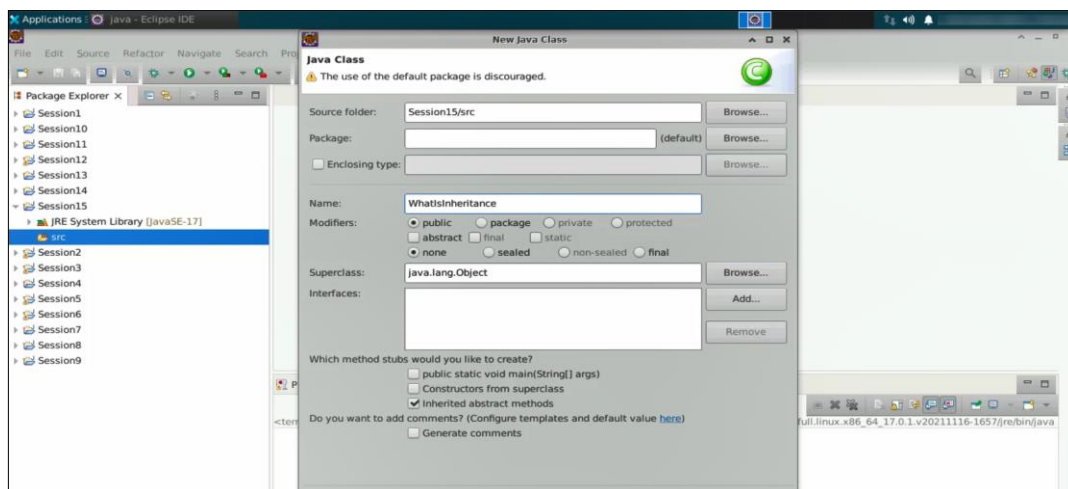 Applications : java - Eclipse IDE
New Java Class
File Edit Source Refactor Navigate Search
Java Class
The use of the default package is discouraged.
Package Explorer
Session1
Session10
Session11
Session12
Session13
Session14
Session15
JRE System Library [JavaSE-17]
src
Session2
Session3
Session4
Session5
Session6
Session7
Session8
Session9
Source folder: Session15/src Browse...
Package: (default) Browse...
Enclosing type: Browse...
Name: WhatIsInheritance
Modifiers: public package private protected
abstract final static
none sealed non-sealed final
Superclass: java.lang.Object Browse...
Interfaces: Add...
Remove
Which method stubs would you like to create?
public static void main(String[] args)
Constructors from superclass
Inherited abstract methods
Do you want to add comments? (Configure templates and default value here)
Generate comments
<ter
full.linux.x86_64_17.0.1.v20211116-1657/jre/bin/java